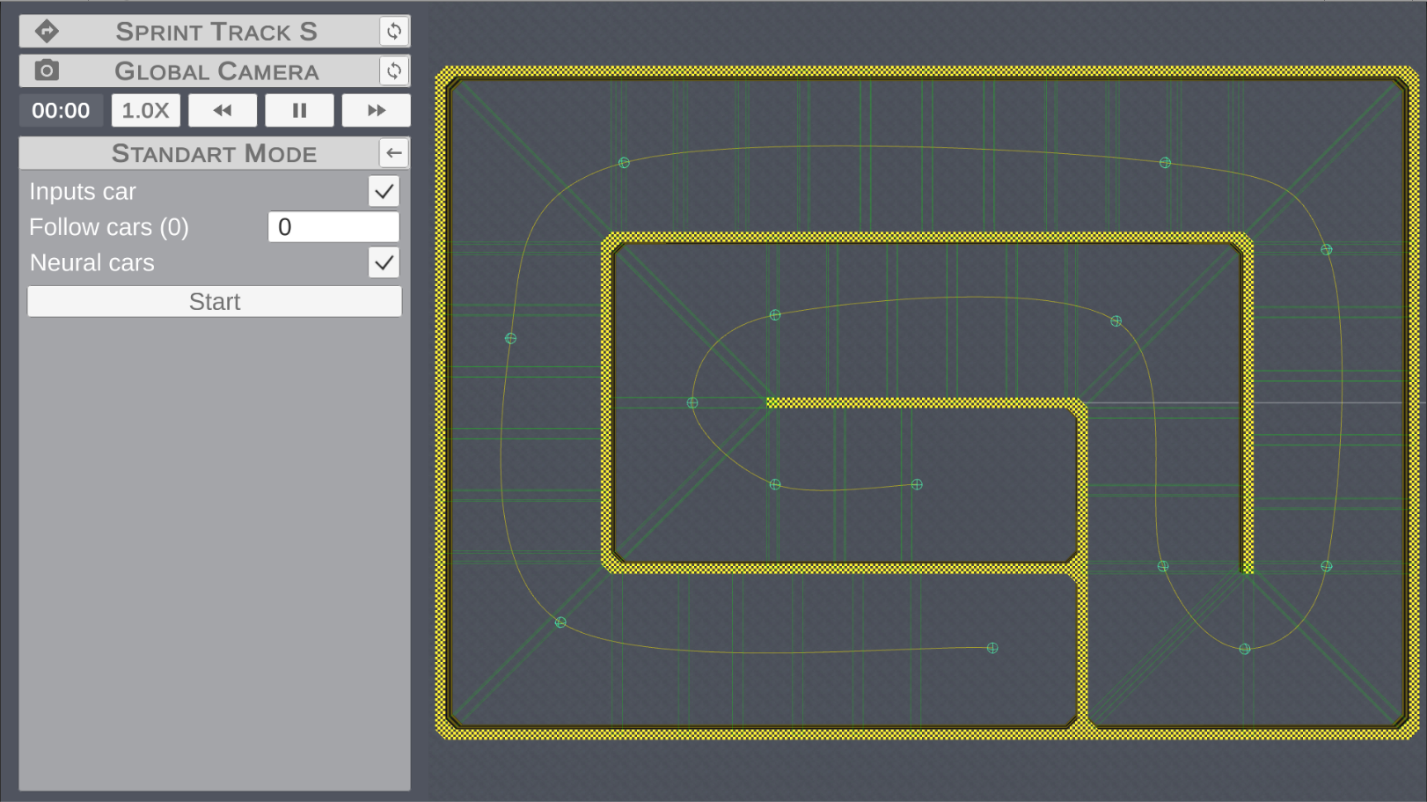 Sprint Track S
Global Camera
00:00 1.0X
Standart Mode
Inputs car
Follow cars (0) 0
Neural cars
Start